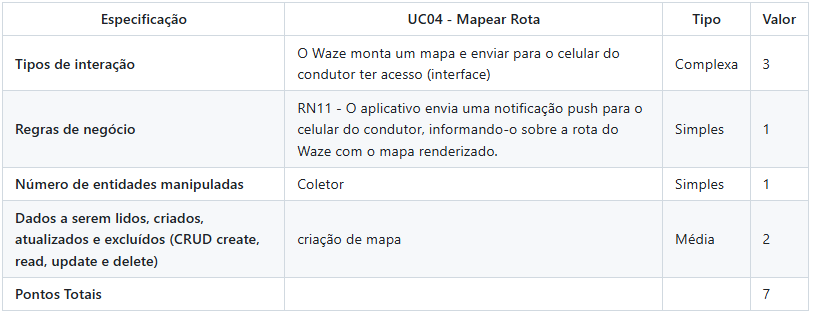 Especificação UC04 - Mapear Rota Tipo Valor
Tipos de interação
O Waze monta um mapa e enviar para o celular do
condutor ter acesso (interface)
Complexa 3
Regras de negócio
RN11 - O aplicativo envia uma notificação push para o
celular do condutor, informando-o sobre a rota do
Waze com o mapa renderizado.
Simples 1
Número de entidades manipuladas Coletor Simples 1
Dados a serem lidos, criados,
atualizados e excluídos (CRUD create,
read, update e delete)
criação de mapa Média 2
Pontos Totais 7